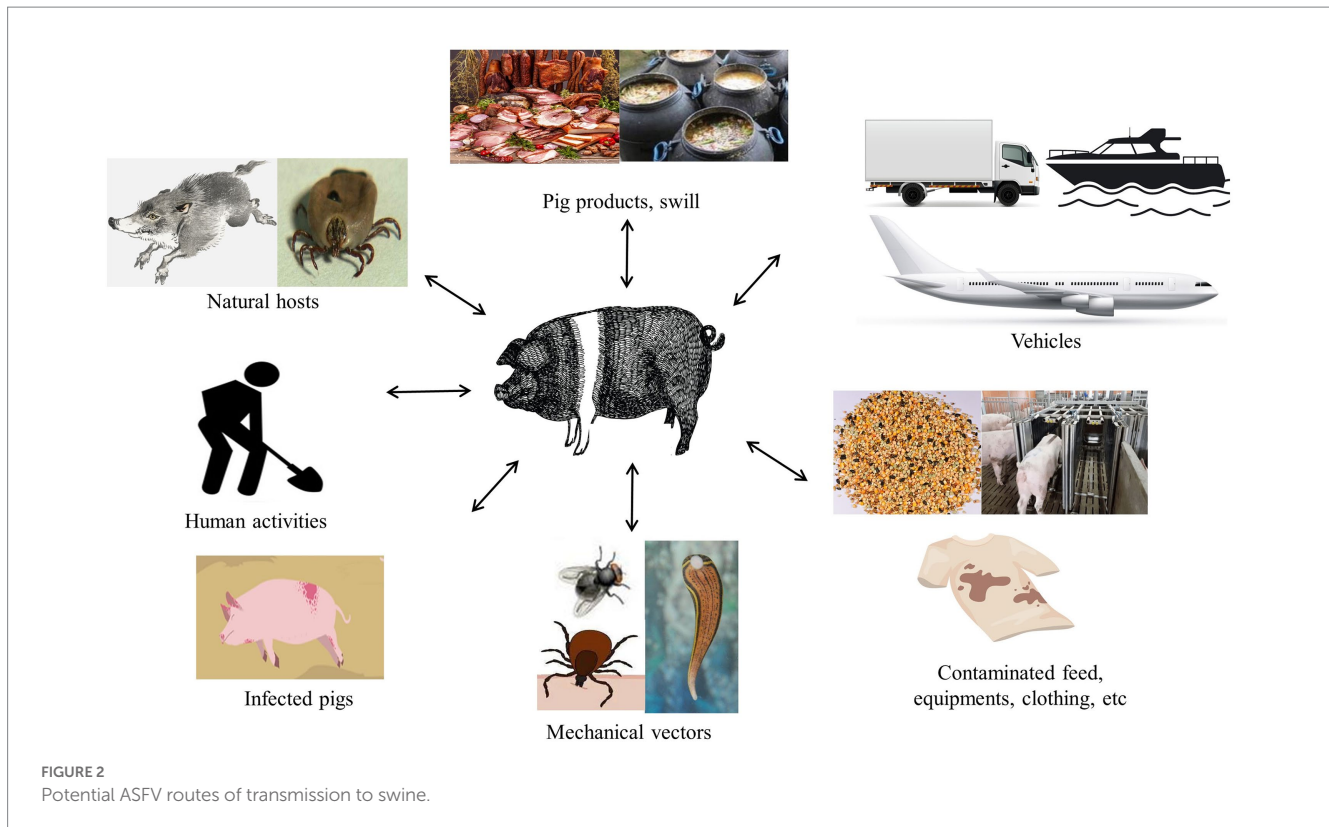 Pig products, swill
Natural hosts
Vehicles
Human activities
Infected pigs
Mechanical vectors
Contaminated feed,
equipments, clothing, etc
FIGURE 2
Potential ASFV routes of transmission to swine.